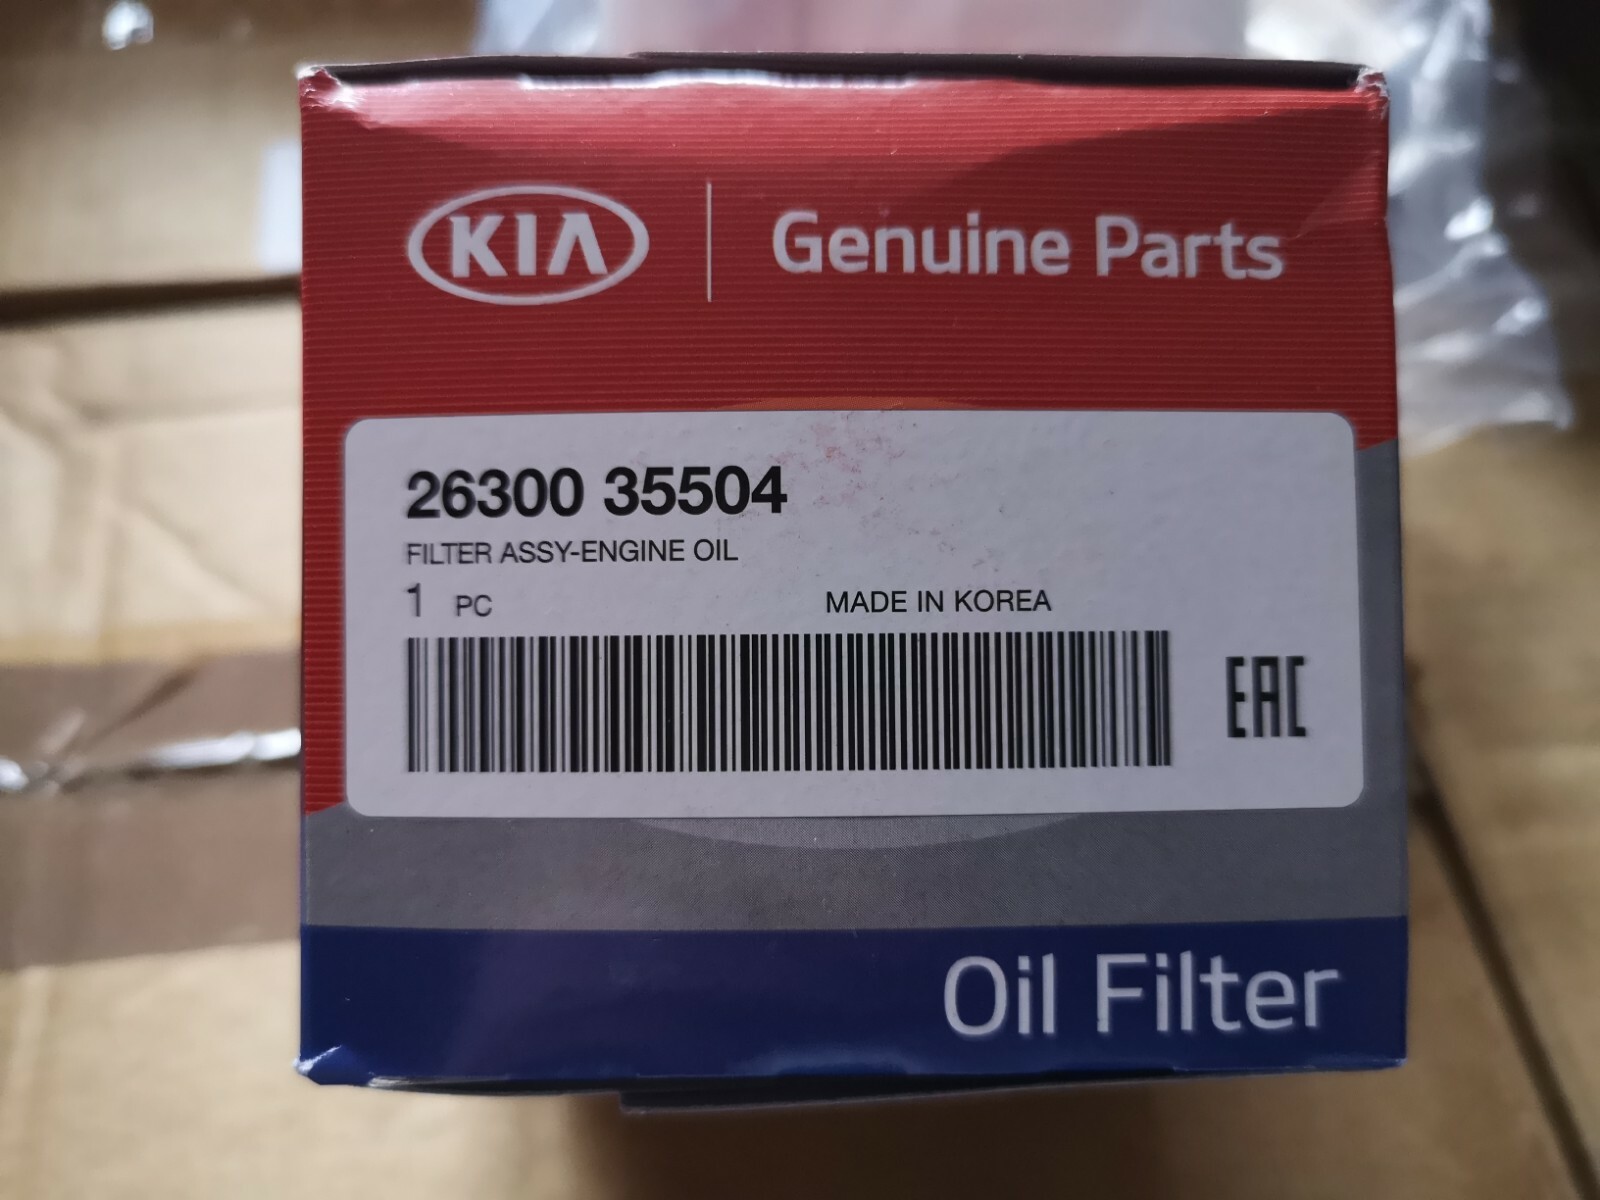 KIA Genuine Parts
26300 35504
FILTER ASSY-ENGINE OIL
1 PC MADE IN KOREA
EAC
Oil Filter